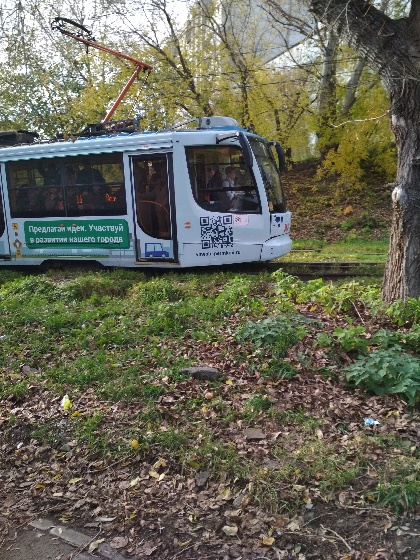 Предлагай идеи. Участвуй
в развитии нашего города